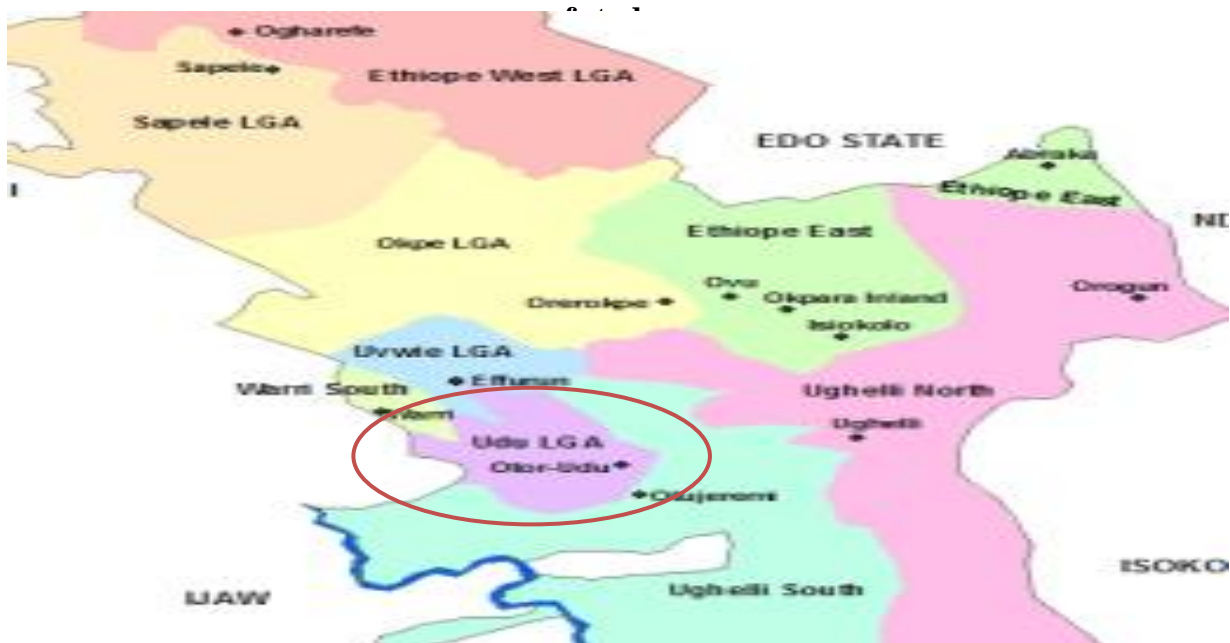 Ogharefe
Sapele
Ethiope West LGA
Sapele LGA
EDO STATE
Abraka
Ethiope East
I
ND
Okpe LGA
Ethiope East
Ovu
Orogun
Okpara Inland
Orerokpe
Isiokolo
Uvwie LGA
Effurun
Warri South
Ughelli North
Warri
Ughelli
Udu LGA
Otor-Udu
Otujeremi
ISOKO
Ughelli South
IJAW